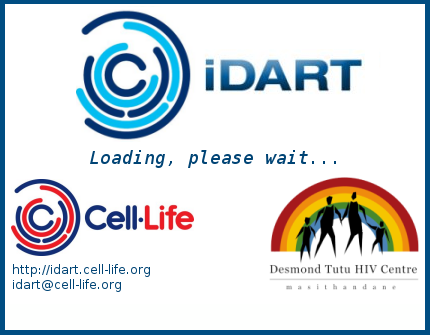 iDART
Loading, please wait...
Cell·Life
http://idart.cell-life.org
idart@cell-life.org
Desmond Tutu HIV Centre
masithandane